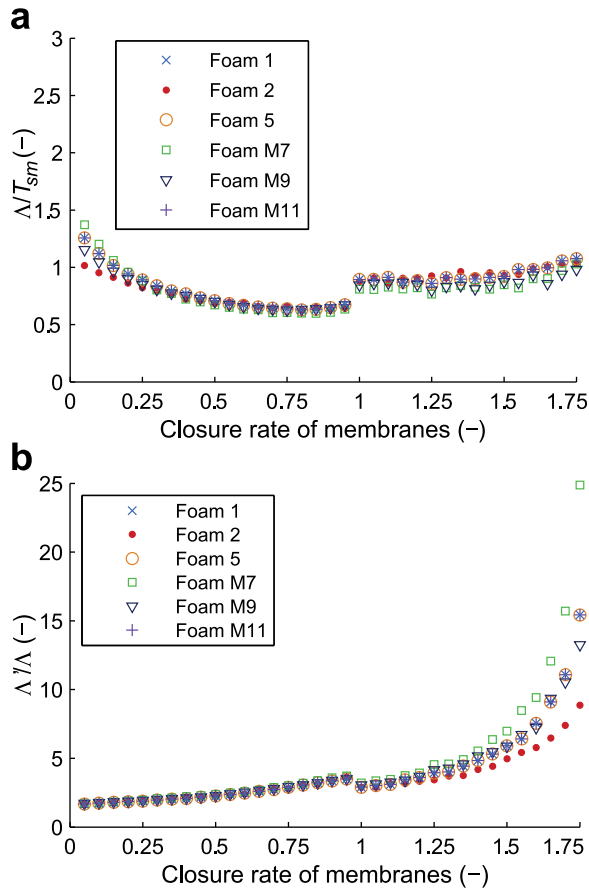 a
3
2.5
2
1.5
1
0.5
0
Λ/Tsm (−)
Foam 1
Foam 2
Foam 5
Foam M7
Foam M9
Foam M11
0 0.25 0.5 0.75 1 1.25 1.5 1.75
Closure rate of membranes (−)
b
25
20
15
10
5
0
Λ'/Λ (−)
Foam 1
Foam 2
Foam 5
Foam M7
Foam M9
Foam M11
0 0.25 0.5 0.75 1 1.25 1.5 1.75
Closure rate of membranes (−)